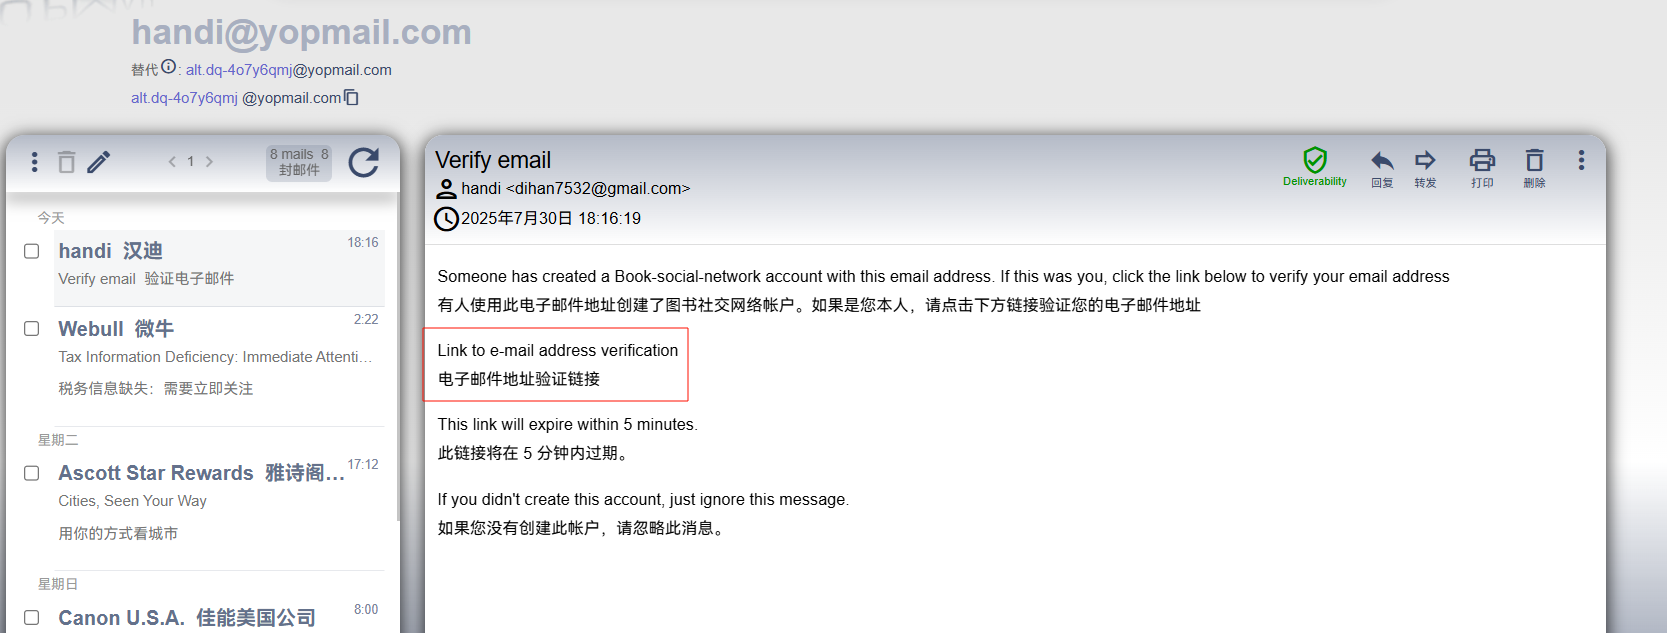 handi@yopmail.com
替代 : alt.dq-4o7y6qmj@yopmail.com
alt.dq-4o7y6qmj @yopmail.com
1
8 mails 8
封邮件
今天
handi 汉迪
18:16
Verify email 验证电子邮件
Webull 微牛
2:22
Tax Information Deficiency: Immediate Attenti...
税务信息缺失：需要立即关注
星期二
Ascott Star Rewards 雅诗阁...
17:12
Cities, Seen Your Way
用你的方式看城市
星期日
Canon U.S.A. 佳能美国公司
8:00
Verify email
handi <dihan7532@gmail.com>
2025年7月30日 18:16:19
Deliverability
回复
转发
打印
删除
Someone has created a Book-social-network account with this email address. If this was you, click the link below to verify your email address
有人使用此电子邮件地址创建了图书社交网络帐户。如果是您本人，请点击下方链接验证您的电子邮件地址
Link to e-mail address verification
电子邮件地址验证链接
This link will expire within 5 minutes.
此链接将在 5 分钟内过期。
If you didn't create this account, just ignore this message.
如果您没有创建此帐户，请忽略此消息。